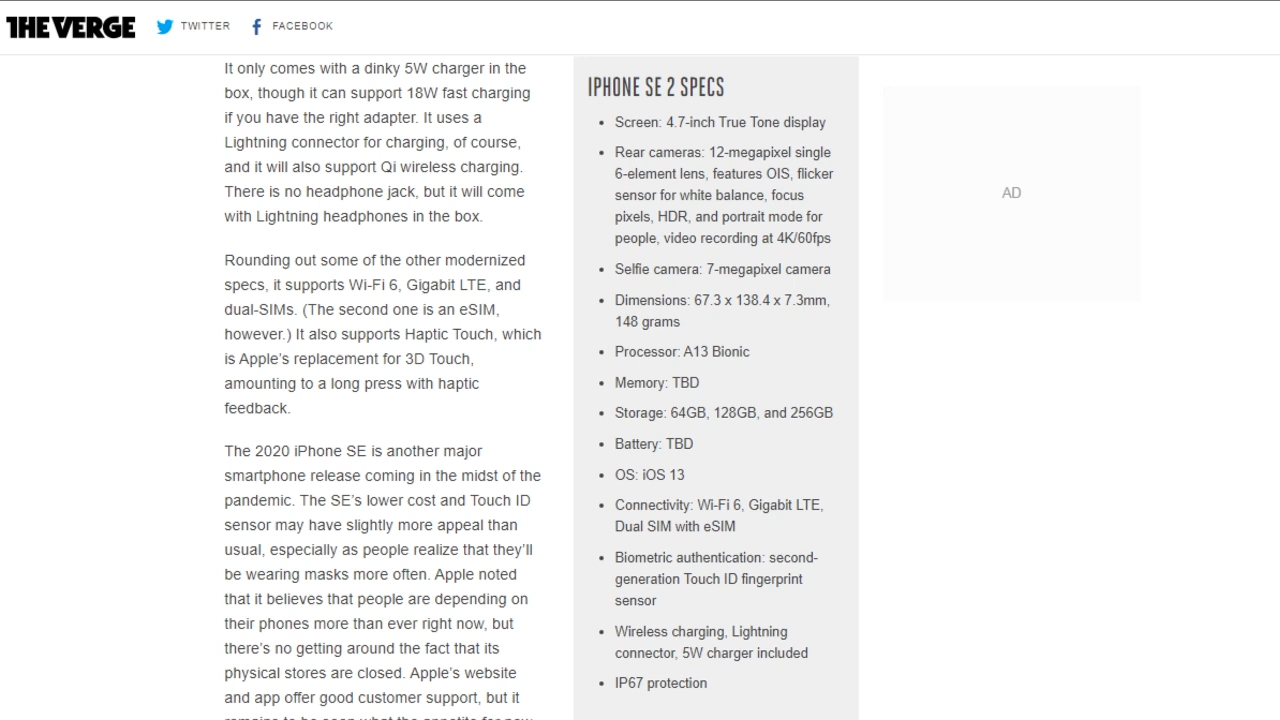 THE VERGE TWITTER FACEBOOK
It only comes with a dinky 5W charger in the
box, though it can support 18W fast charging
if you have the right adapter. It uses a
Lightning connector for charging, of course,
and it will also support Qi wireless charging.
There is no headphone jack, but it will come
with Lightning headphones in the box.
Rounding out some of the other modernized
specs, it supports Wi-Fi 6, Gigabit LTE, and
dual-SIMs. (The second one is an eSIM,
however.) It also supports Haptic Touch, which
is Apple’s replacement for 3D Touch,
amounting to a long press with haptic
feedback.
The 2020 iPhone SE is another major
smartphone release coming in the midst of the
pandemic. The SE’s lower cost and Touch ID
sensor may have slightly more appeal than
usual, especially as people realize that they’ll
be wearing masks more often. Apple noted
that it believes that people are depending on
their phones more than ever right now, but
there’s no getting around the fact that its
physical stores are closed. Apple’s website
and app offer good customer support, but it
remains to be seen what the appetite for new
IPHONE SE 2 SPECS
• Screen: 4.7-inch True Tone display
• Rear cameras: 12-megapixel single
6-element lens, features OIS, flicker
sensor for white balance, focus
pixels, HDR, and portrait mode for
people, video recording at 4K/60fps
• Selfie camera: 7-megapixel camera
• Dimensions: 67.3 x 138.4 x 7.3mm,
148 grams
• Processor: A13 Bionic
• Memory: TBD
• Storage: 64GB, 128GB, and 256GB
• Battery: TBD
• OS: iOS 13
• Connectivity: Wi-Fi 6, Gigabit LTE,
Dual SIM with eSIM
• Biometric authentication: second-
generation Touch ID fingerprint
sensor
• Wireless charging, Lightning
connector, 5W charger included
• IP67 protection
AD